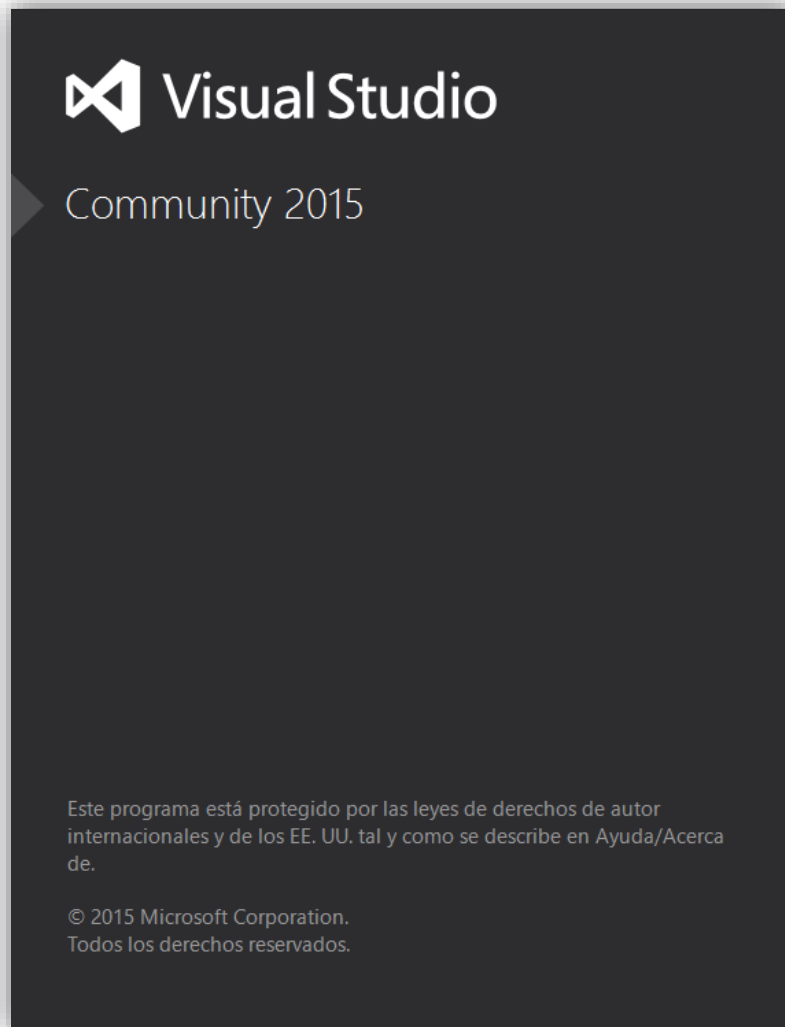 Visual Studio
Community 2015
Este programa está protegido por las leyes de derechos de autor
internacionales y de los EE. UU. tal y como se describe en Ayuda/Acerca
de.
© 2015 Microsoft Corporation.
Todos los derechos reservados.